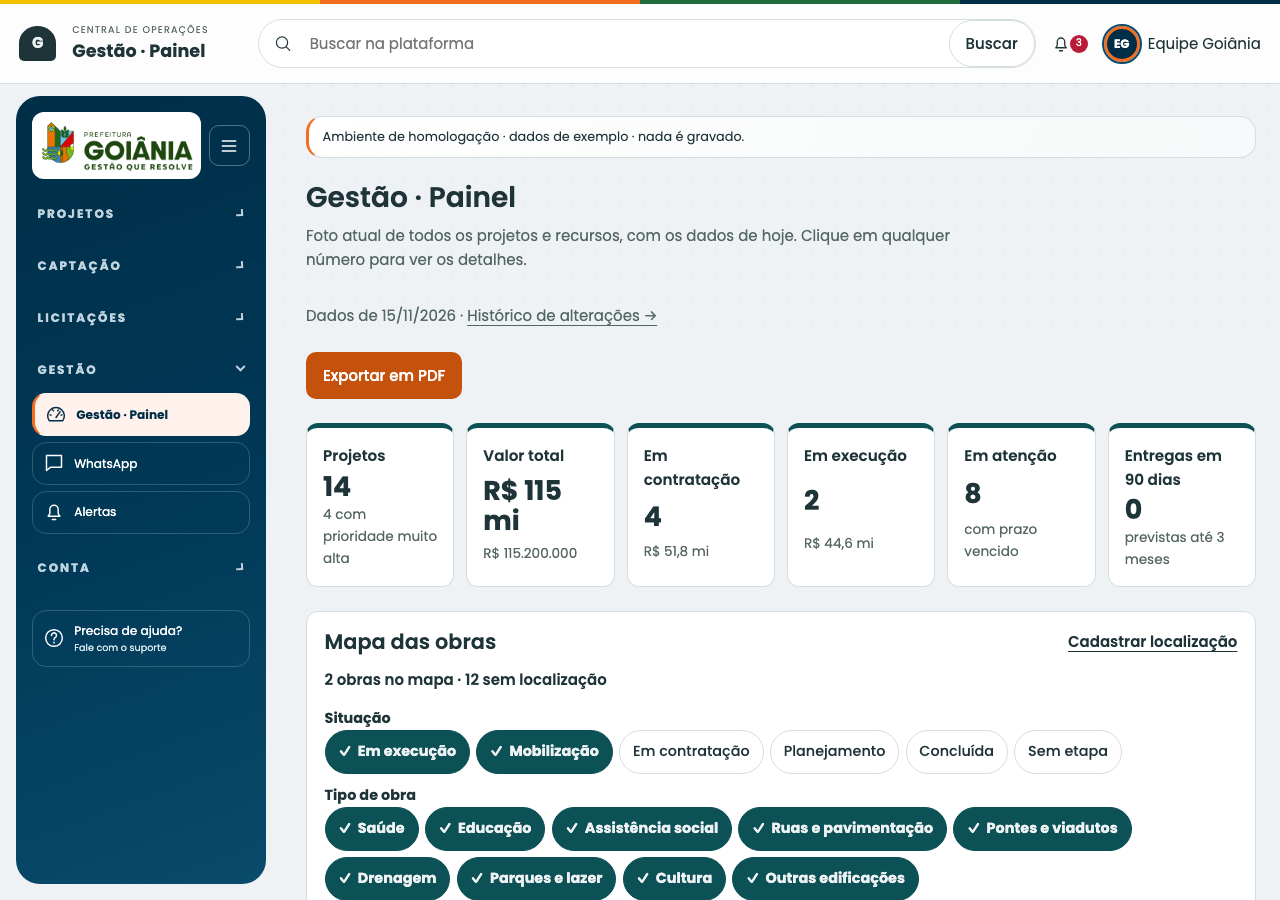 G
CENTRAL DE OPERAÇÕES
Gestão · Painel
Buscar na plataforma
Buscar
3
EG
Equipe Goiânia
PREFEITURA
GOIÂNIA
GESTÃO QUE RESOLVE
PROJETOS
CAPTAÇÃO
LICITAÇÕES
GESTÃO
Gestão · Painel
WhatsApp
Alertas
CONTA
Precisa de ajuda?
Fale com o suporte
Ambiente de homologação · dados de exemplo · nada é gravado.
Gestão · Painel
Foto atual de todos os projetos e recursos, com os dados de hoje. Clique em qualquer
número para ver os detalhes.
Dados de 15/11/2026 · Histórico de alterações →
Exportar em PDF
Projetos
14
4 com
prioridade muito
alta
Valor total
R$ 115
mi
R$ 115.200.000
Em
contratação
4
R$ 51,8 mi
Em execução
2
R$ 44,6 mi
Em atenção
8
com prazo
vencido
Entregas em
90 dias
0
previstas até 3
meses
Mapa das obras
Cadastrar localização
2 obras no mapa · 12 sem localização
Situação
✓ Em execução ✓ Mobilização Em contratação Planejamento Concluída Sem etapa
Tipo de obra
✓ Saúde ✓ Educação ✓ Assistência social ✓ Ruas e pavimentação ✓ Pontes e viadutos
✓ Drenagem ✓ Parques e lazer ✓ Cultura ✓ Outras edificações